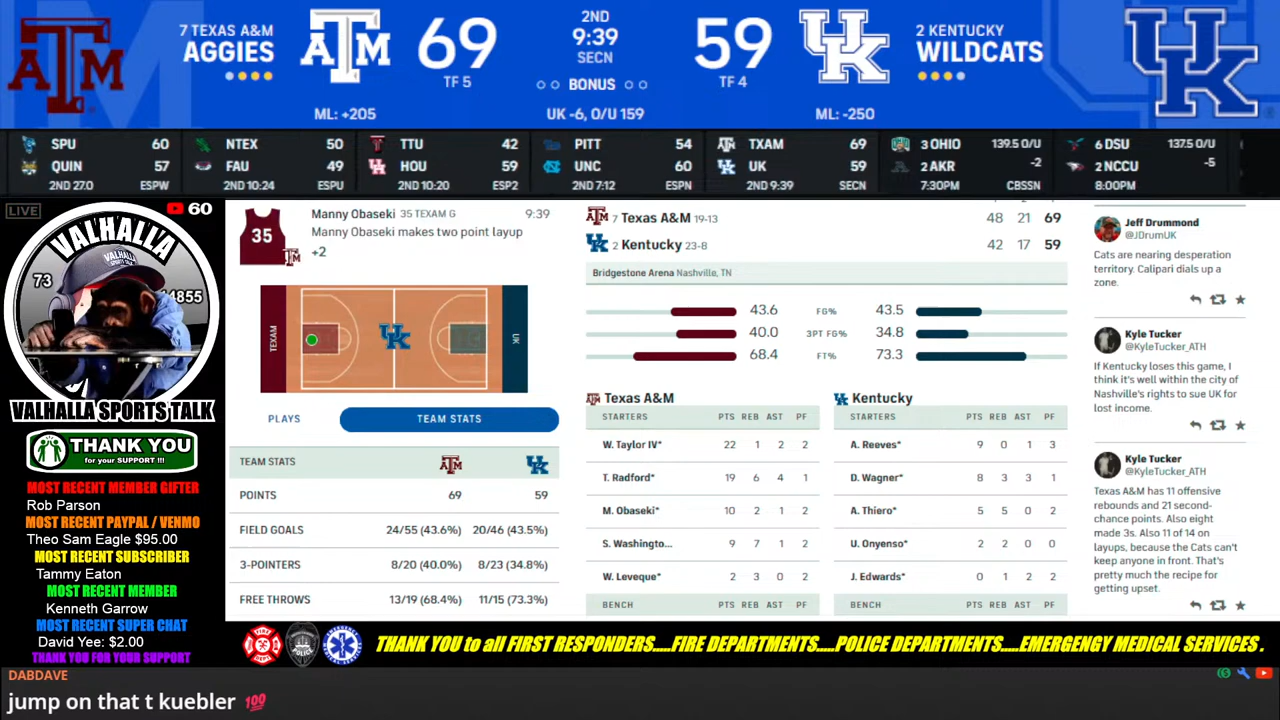 7 TEXAS A&M
AGGIES
69
TF 5
ML: +205
2ND
9:39
SECN
BONUS
UK -6, O/U 159
59
TF 4
ML: -250
2 KENTUCKY
WILDCATS
SPU 60
QUIN 57
2ND 27.0 ESPW
NTEX 50
FAU 49
2ND 10:24 ESPU
TTU 42
HOU 59
2ND 10:20 ESP2
PITT 54
UNC 60
2ND 7:12 ESPN
TXAM 69
UK 59
2ND 9:39 SECN
3 OHIO 139.5 O/U
2 AKR -2
7:30PM CBSSN
6 DSU 137.5 O/U
2 NCCU -5
8:00PM
LIVE
60
VALHALLA
VALHALLA
73
14855
VALHALLA SPORTS TALK
THANK YOU
for your SUPPORT !!!
MOST RECENT MEMBER GIFTER
Rob Parson
MOST RECENT PAYPAL / VENMO
Theo Sam Eagle $95.00
MOST RECENT SUBSCRIBER
Tammy Eaton
MOST RECENT MEMBER
Kenneth Garrow
MOST RECENT SUPER CHAT
David Yee: $2.00
THANK YOU FOR YOUR SUPPORT
35
Manny Obaseki 35 TEXAM G 9:39
Manny Obaseki makes two point layup
+2
TEXAM
UK
PLAYS
TEAM STATS
TEAM STATS
POINTS 69 59
FIELD GOALS 24/55 (43.6%) 20/46 (43.5%)
3-POINTERS 8/20 (40.0%) 8/23 (34.8%)
FREE THROWS 13/19 (68.4%) 11/15 (73.3%)
7 Texas A&M 19-13 48 21 69
2 Kentucky 23-8 42 17 59
Bridgestone Arena Nashville, TN
43.6 FG% 43.5
40.0 3PT FG% 34.8
68.4 FT% 73.3
Texas A&M
STARTERS PTS REB AST PF
W. Taylor IV* 22 1 2 2
T. Radford* 19 6 4 1
M. Obaseki* 10 2 1 2
S. Washingto... 9 7 1 2
W. Leveque* 2 3 0 2
BENCH PTS REB AST PF
Kentucky
STARTERS PTS REB AST PF
A. Reeves* 9 0 1 3
D. Wagner* 8 3 3 1
A. Thiero* 5 5 0 2
U. Onyenso* 2 2 0 0
J. Edwards* 0 1 2 2
BENCH PTS REB AST PF
Jeff Drummond
@JDrumUK
Cats are nearing desperation
territory. Calipari dials up a
zone.
Kyle Tucker
@KyleTucker_ATH
If Kentucky loses this game, I
think it's well within the city of
Nashville's rights to sue UK for
lost income.
Kyle Tucker
@KyleTucker_ATH
Texas A&M has 11 offensive
rebounds and 21 second-
chance points. Also eight
made 3s. Also 11 of 14 on
layups, because the Cats can't
keep anyone in front. That's
pretty much the recipe for
getting upset.
THANK YOU to all FIRST RESPONDERS.....FIRE DEPARTMENTS.....POLICE DEPARTMENTS.....EMERGENCY MEDICAL SERVICES .
DABDAVE
jump on that t kuebler 💯